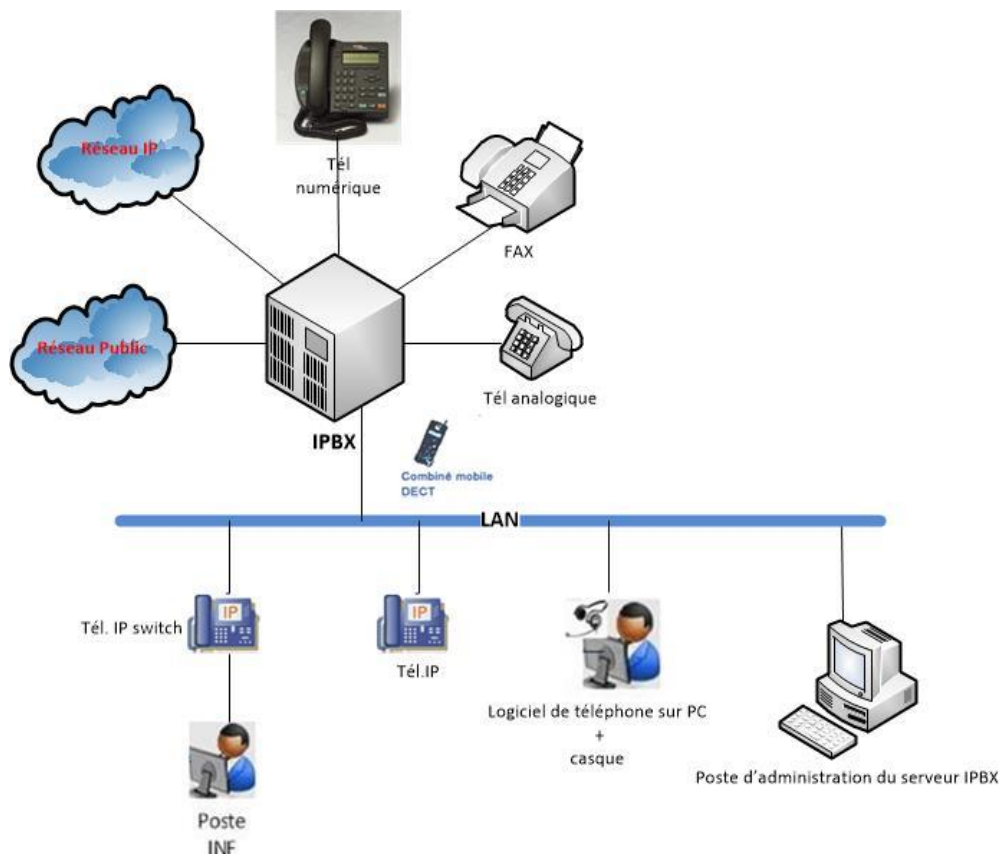 Tél
numérique
Réseau IP
FAX
Réseau Public
Tél analogique
IPBX
Combiné mobile
DECT
LAN
Tél. IP switch
IP
IP
Tél.IP
Logiciel de téléphone sur PC
+
casque
Poste d'administration du serveur IPBX
Poste
INF